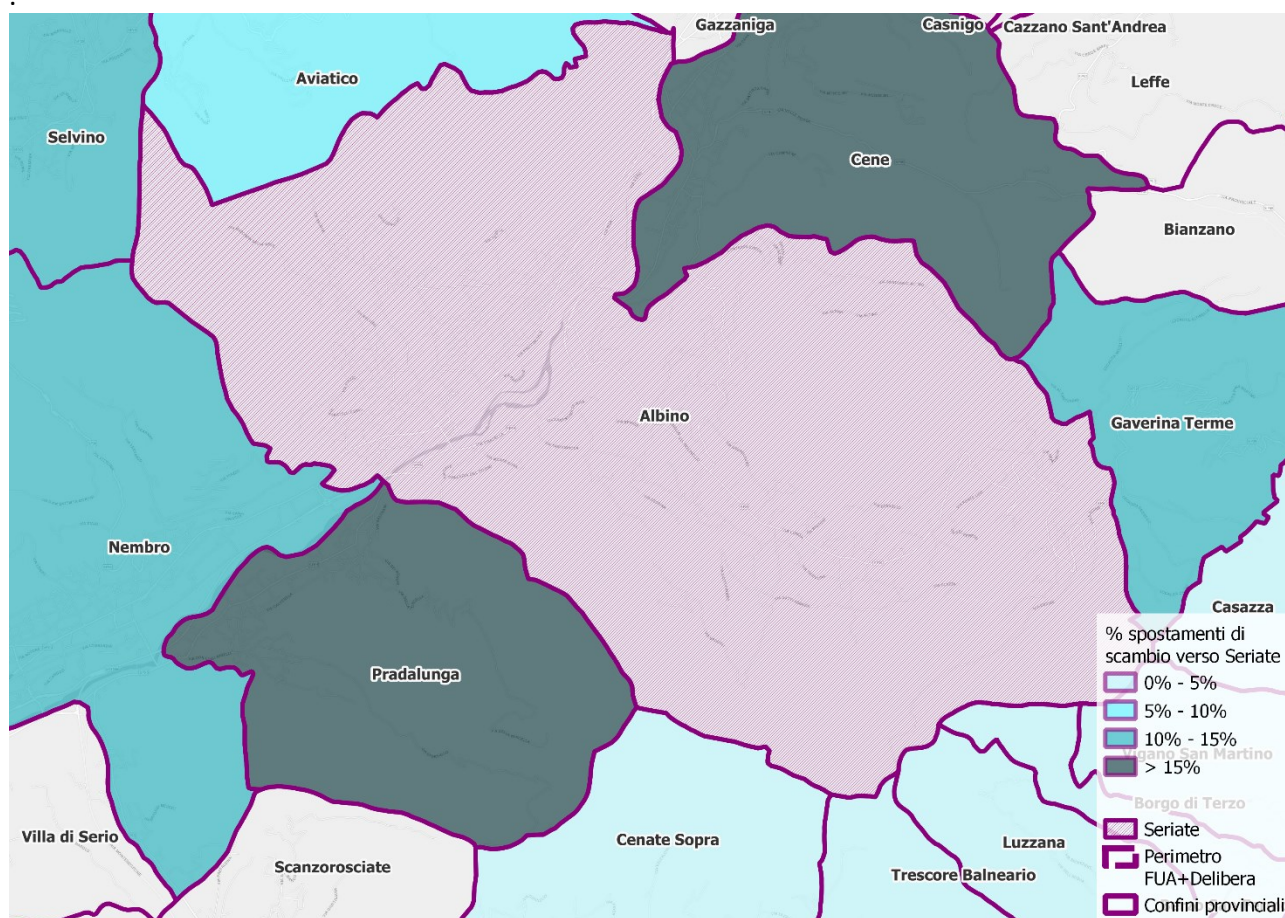 .
Gazzaniga
Casnigo
Cazzano Sant'Andrea
Aviatico
Leffe
Selvino
Cene
Bianzano
Albino
Gaverina Terme
Nembro
Casazza
Pradalunga
Villa di Serio
Scanzorosciate
Cenate Sopra
Luzzana
Trescore Balneario
% spostamenti di
scambio verso Seriate
0% - 5%
5% - 10%
10% - 15%
Vigano San Martino
> 15%
Borgo di Terzo
Seriate
Perimetro
FUA+Delibera
Confini provinciali